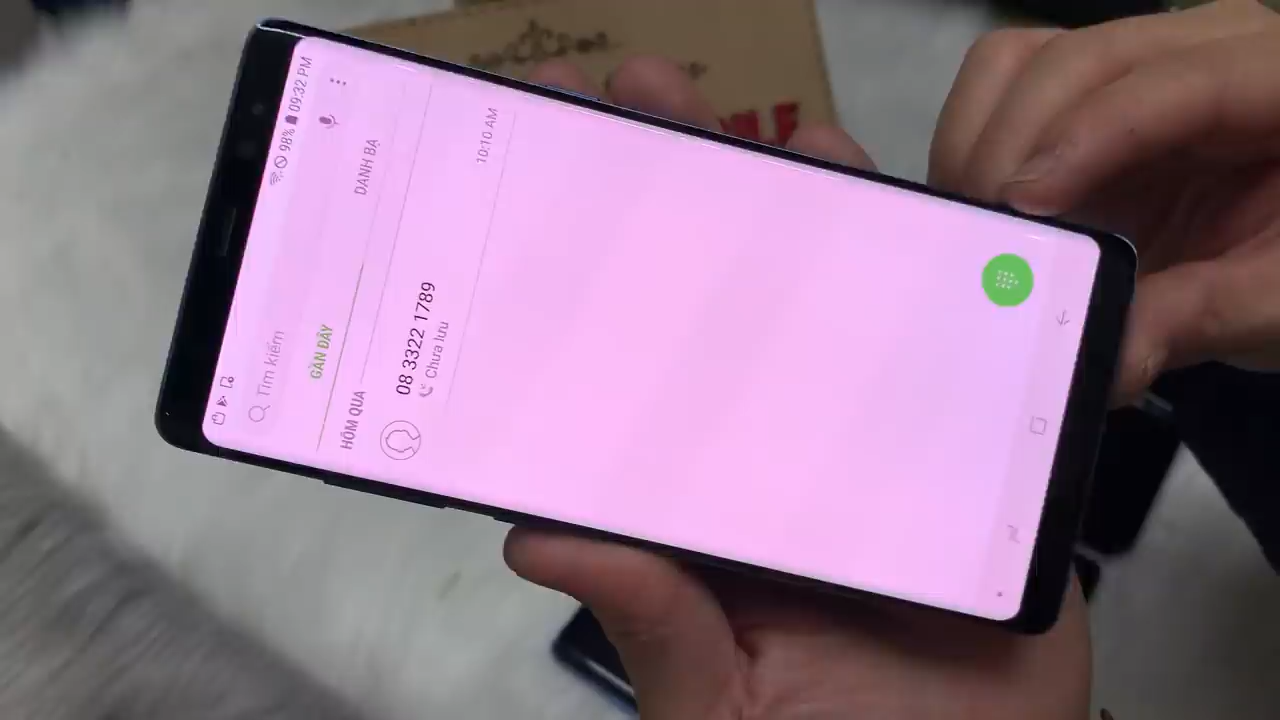 98% 09:32 PM
Tìm kiếm
GẦN ĐÂY DANH BẠ
HÔM QUA
08 3322 1789
Chưa lưu 10:10 AM